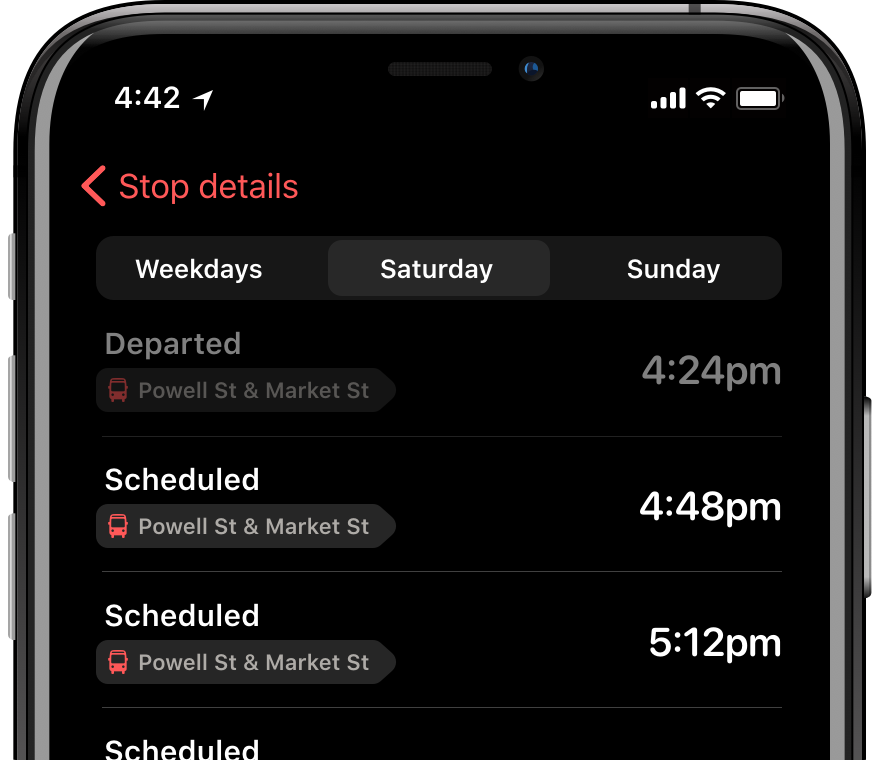 4:42
Stop details
Weekdays Saturday Sunday
Departed
Powell St & Market St
4:24pm
Scheduled
Powell St & Market St
4:48pm
Scheduled
Powell St & Market St
5:12pm
Scheduled